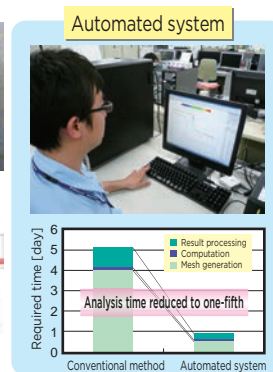 Automated system
Required time [day]
6
5
4
3
2
1
0
Result processing
Computation
Mesh generation
Analysis time reduced to one-fifth
Conventional method
Automated system